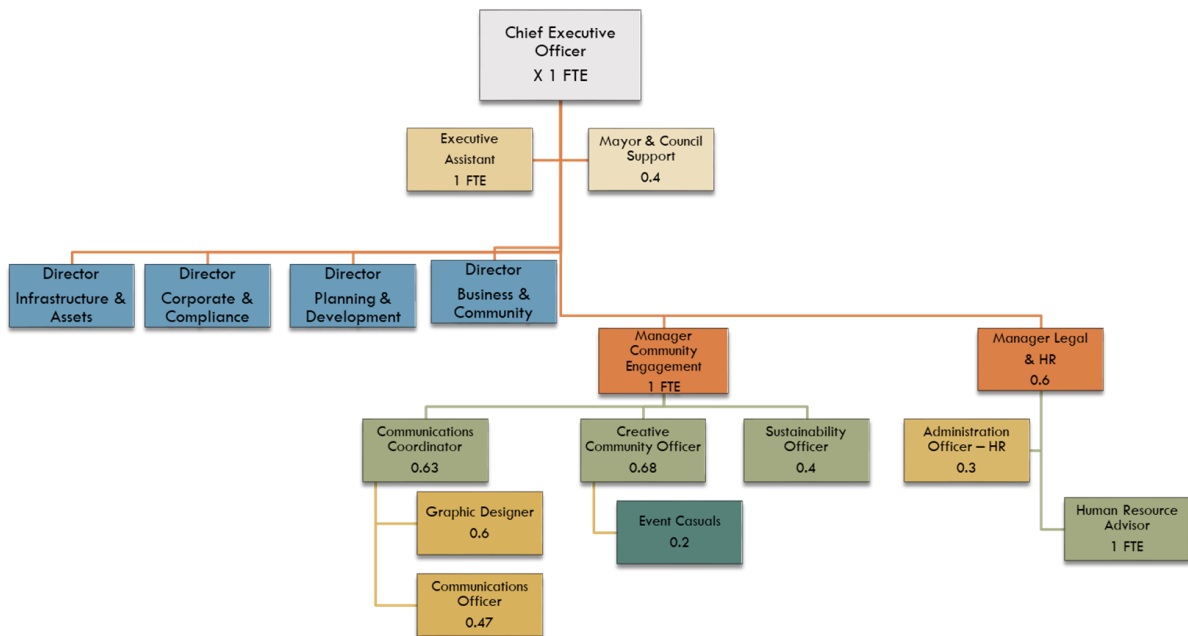 Chief Executive
Officer
X 1 FTE
Executive
Assistant
1 FTE
Mayor & Council
Support
0.4
Director
Infrastructure &
Assets
Director
Corporate &
Compliance
Director
Planning &
Development
Director
Business &
Community
Manager
Community
Engagement
1 FTE
Manager Legal
& HR
0.6
Communications
Coordinator
0.63
Creative
Community Officer
0.68
Sustainability
Officer
0.4
Administration
Officer – HR
0.3
Graphic Designer
0.6
Event Casuals
0.2
Human Resource
Advisor
1 FTE
Communications
Officer
0.47